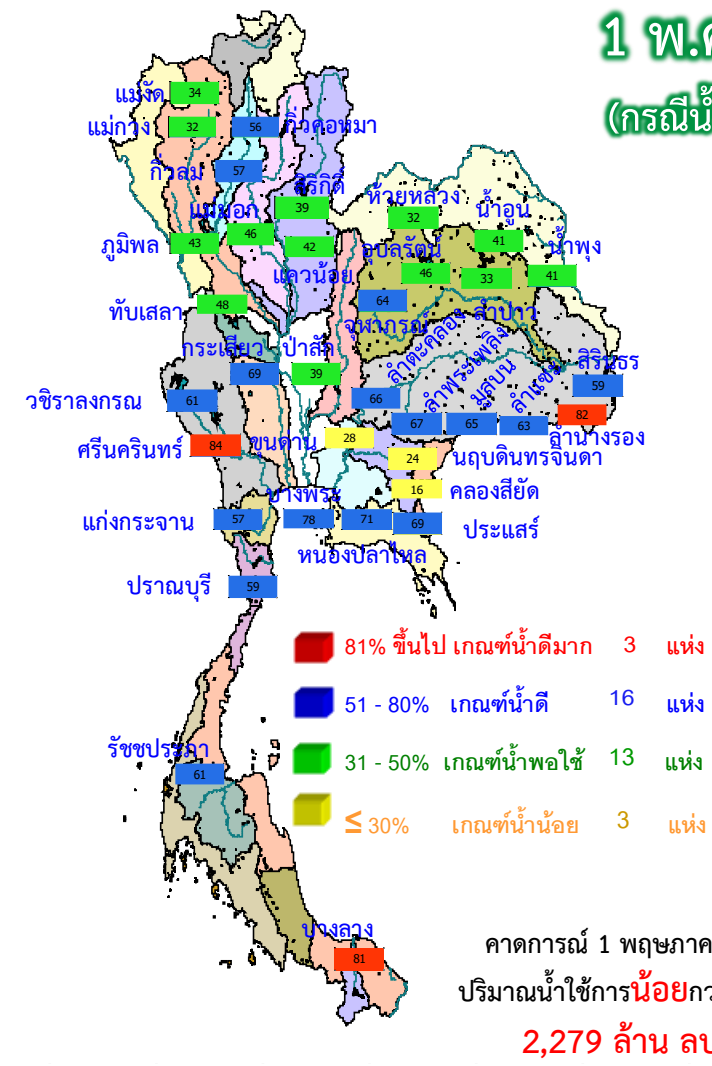 1 พ.ค
(กรณีน้ำ
34
แม่งัด
แม่กวง 32 56 กิ่วคอหมา
กิ่วลม 57
สิริกิติ์
39
ห้วยหลวง
32
น้ำอูน
41
แม่มอก
46
ภูมิพล 43
42
แควน้อย
อุบลรัตน์
46
33
ลำปาว
น้ำพุง
41
64
จุฬาภรณ์
ทับเสลา 48
กระเสียว
69
ป่าสัก
39
ลำตะคลอง
66
ลำพระเพลิง
67
มูลบน
65
ลำแซะ
63
สิรินธร
59
82
ลำนางรอง
วชิราลงกรณ 61
ศรีนครินทร์ 84
ขุนด่าน 28
24 นฤบดินทรจินดา
16 คลองสียัด
บางพระ
แก่งกระจาน 57
78
71
69 ประแสร์
หนองปลาไหล
ปราณบุรี 59
81% ขึ้นไป เกณฑ์น้ำดีมาก 3 แห่ง
51 - 80% เกณฑ์น้ำดี 16 แห่ง
31 - 50% เกณฑ์น้ำพอใช้ 13 แห่ง
≤ 30% เกณฑ์น้ำน้อย 3 แห่ง
รัชชประภา
61
บางลาง
81
คาดการณ์ 1 พฤษภาค
ปริมาณน้ำใช้การน้อยกว
2,279 ล้าน ลบ